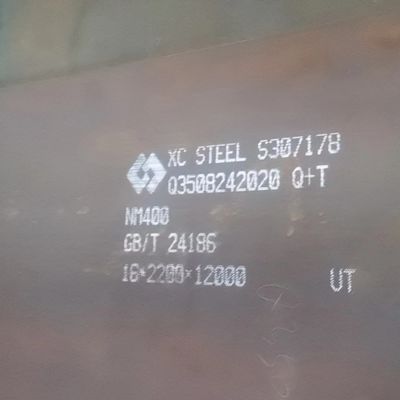 XC STEEL S307178
Q3508242020 Q+T
NM400
GB/T 24186
16*2200*12000 UT